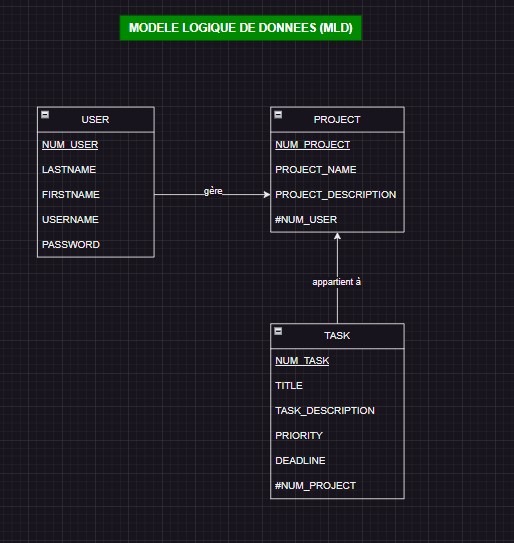 MODELE LOGIQUE DE DONNEES (MLD)
USER
NUM_USER
LASTNAME
FIRSTNAME
USERNAME
PASSWORD
gère
PROJECT
NUM_PROJECT
PROJECT_NAME
PROJECT_DESCRIPTION
#NUM_USER
appartient à
TASK
NUM_TASK
TITLE
TASK_DESCRIPTION
PRIORITY
DEADLINE
#NUM_PROJECT